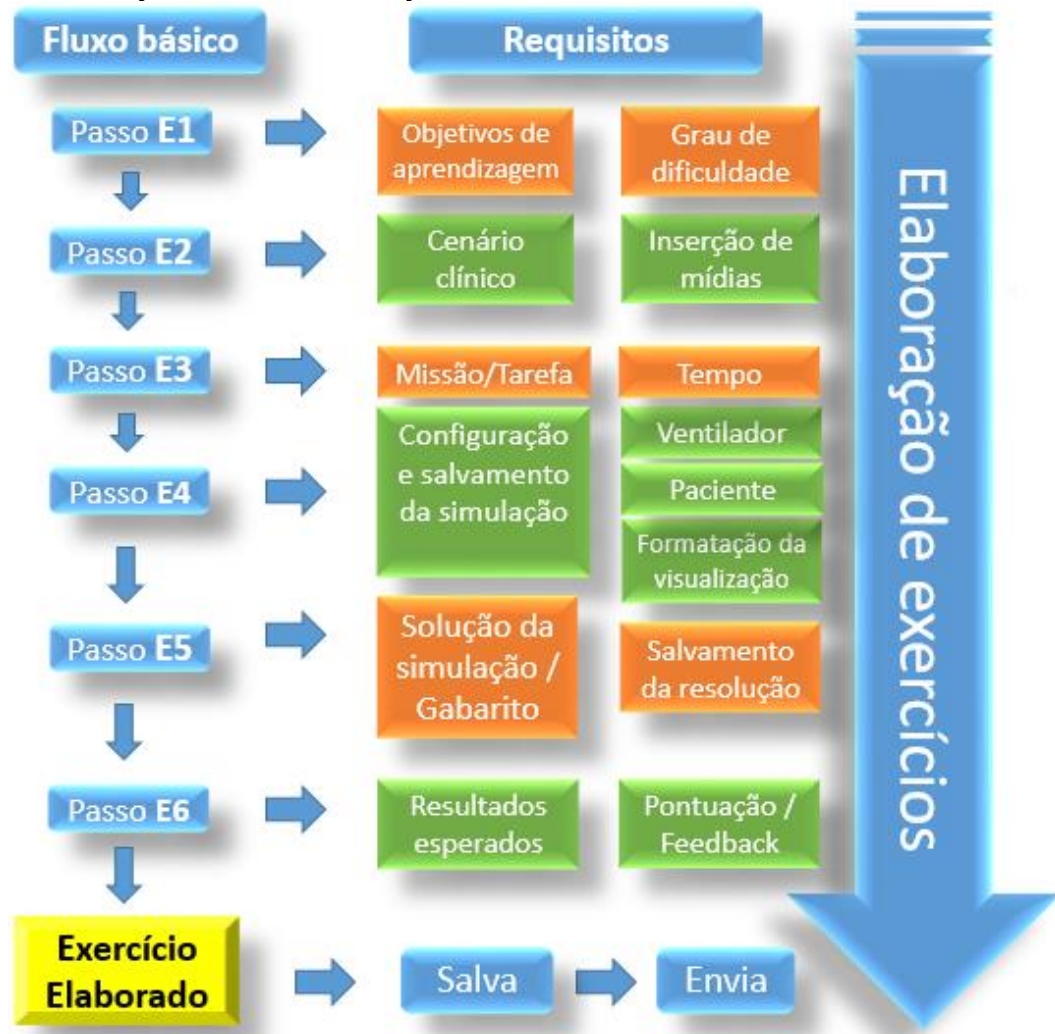 Fluxo básico
Requisitos
Passo E1
Objetivos de
aprendizagem
Grau de
dificuldade
Passo E2
Cenário
clínico
Inserção de
mídias
Passo E3
Missão/Tarefa
Tempo
Passo E4
Configuração
e salvamento
da simulação
Ventilador
Paciente
Formatação da
visualização
Passo E5
Solução da
simulação /
Gabarito
Salvamento
da resolução
Passo E6
Resultados
esperados
Pontuação /
Feedback
Exercício
Elaborado
Salva
Envia
Elaboração de exercícios